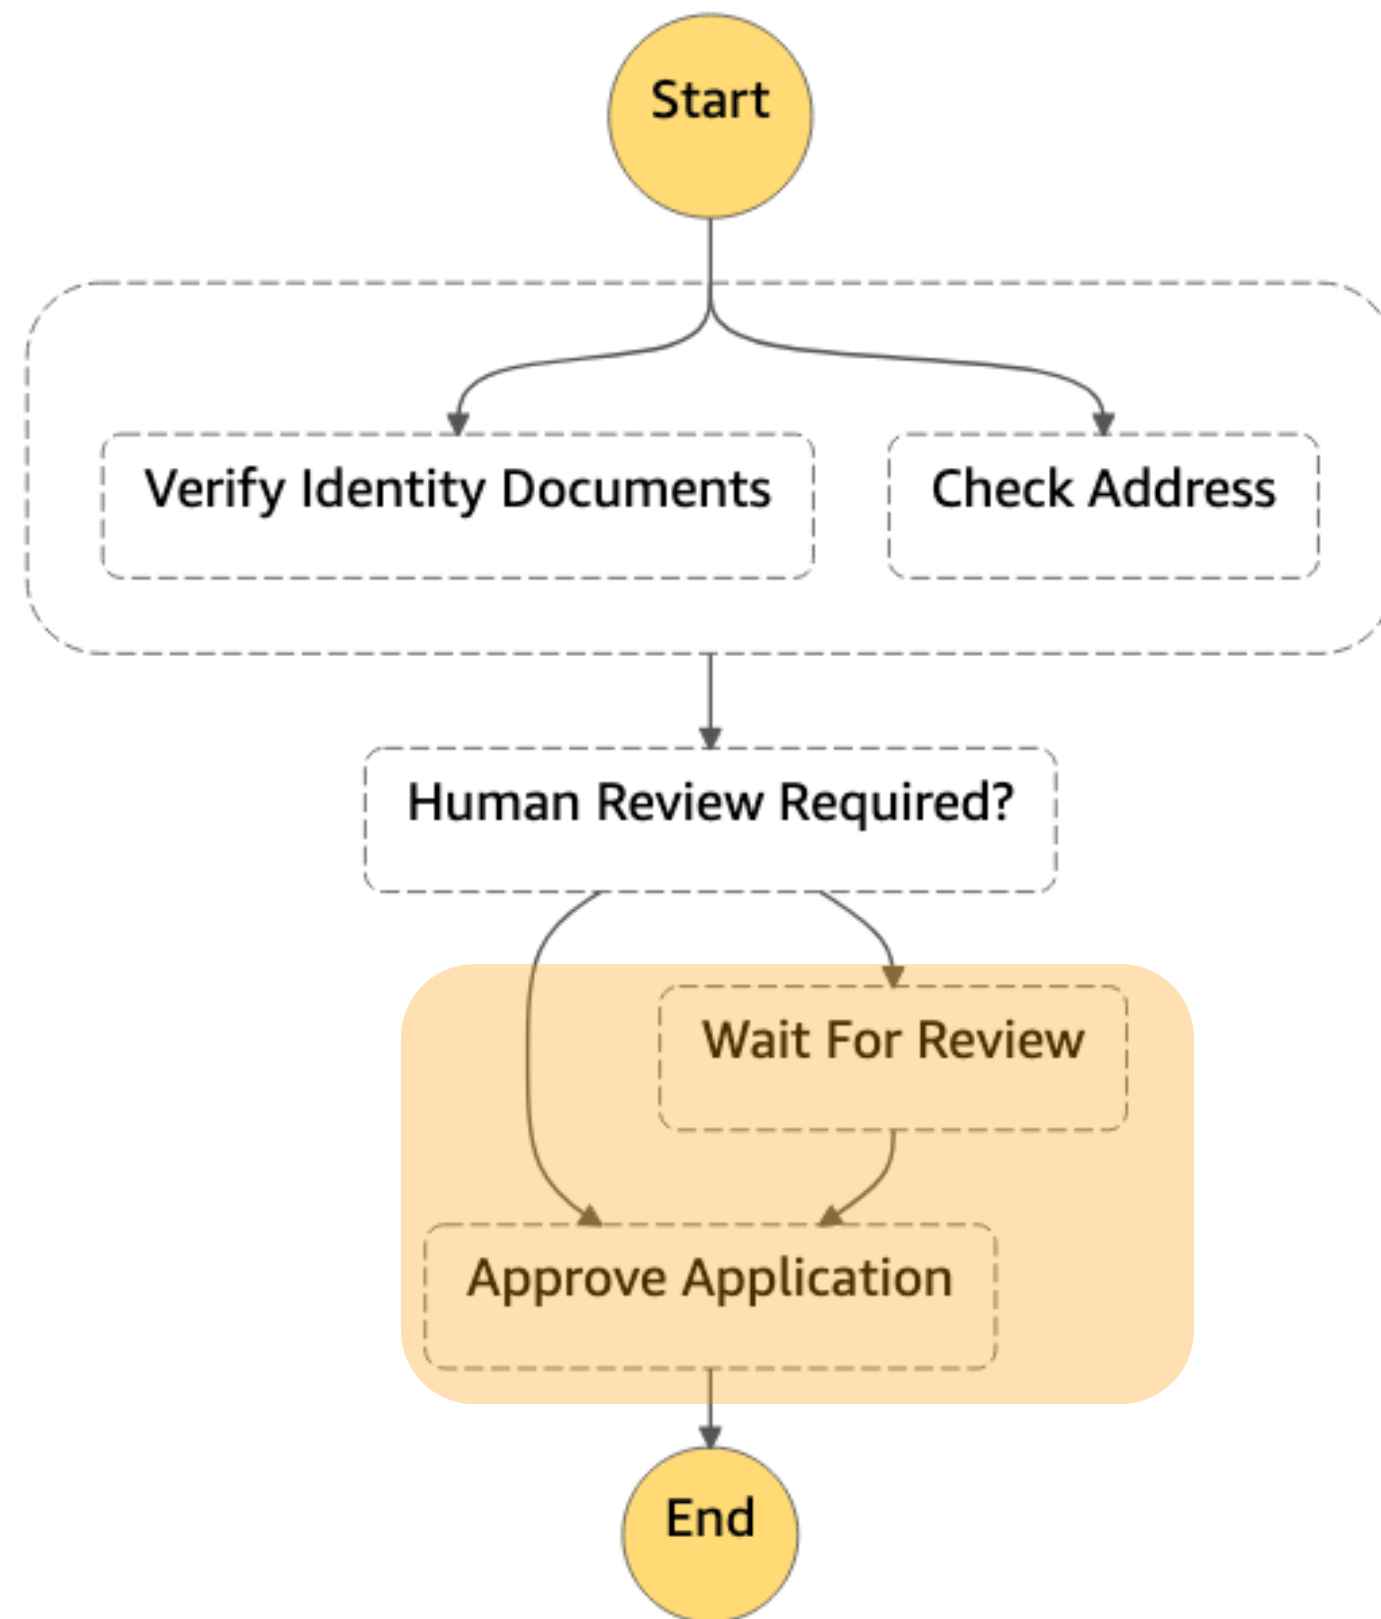 Start
Verify Identity Documents
Check Address
Human Review Required?
Wait For Review
Approve Application
End